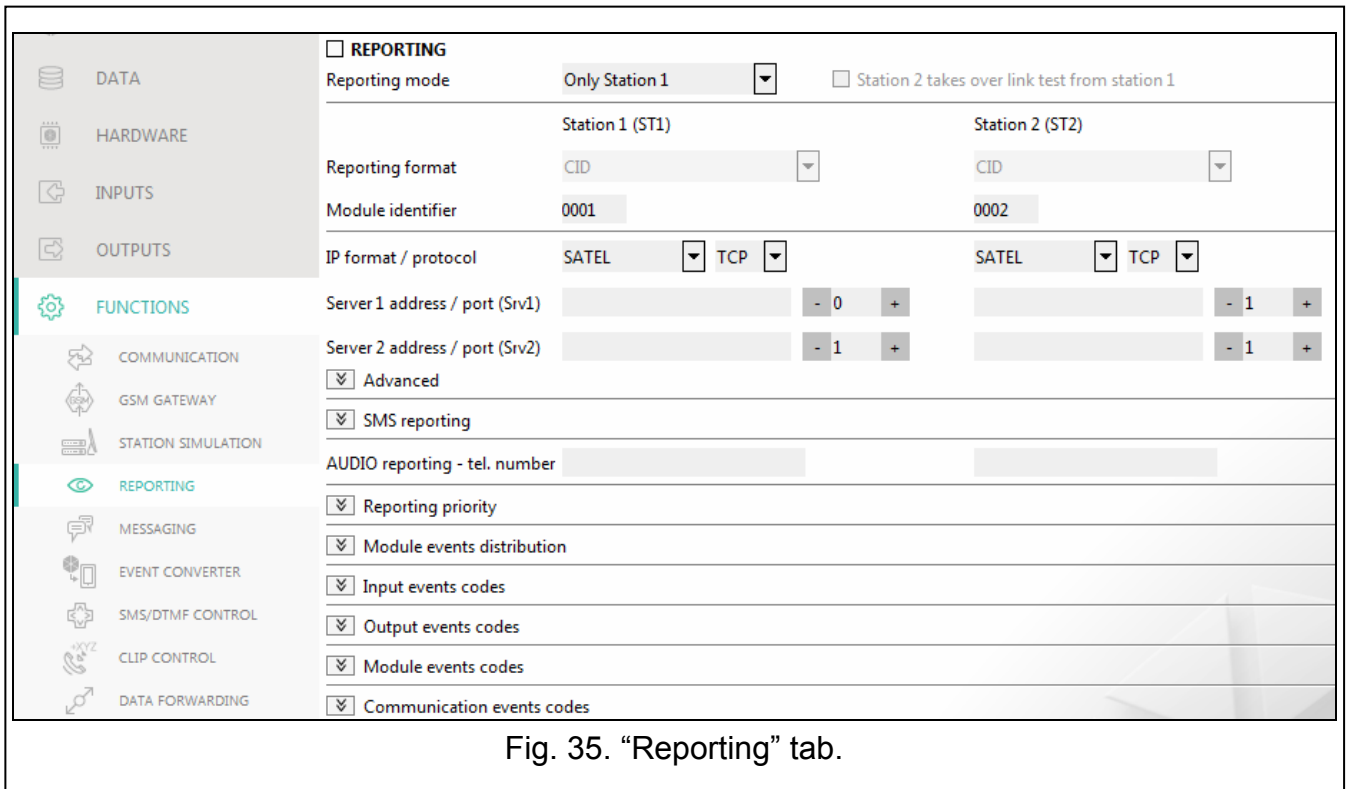 DATA
HARDWARE
INPUTS
OUTPUTS
FUNCTIONS
COMMUNICATION
GSM GATEWAY
STATION SIMULATION
REPORTING
MESSAGING
EVENT CONVERTER
SMS/DTMF CONTROL
CLIP CONTROL
DATA FORWARDING
REPORTING
Reporting mode Only Station 1 Station 2 takes over link test from station 1
Station 1 (ST1) Station 2 (ST2)
Reporting format CID CID
Module identifier 0001 0002
IP format / protocol SATEL TCP SATEL TCP
Server 1 address / port (Srv1) - 0 + - 1 +
Server 2 address / port (Srv2) - 1 + - 1 +
Advanced
SMS reporting
AUDIO reporting - tel. number
Reporting priority
Module events distribution
Input events codes
Output events codes
Module events codes
Communication events codes
Fig. 35. “Reporting” tab.